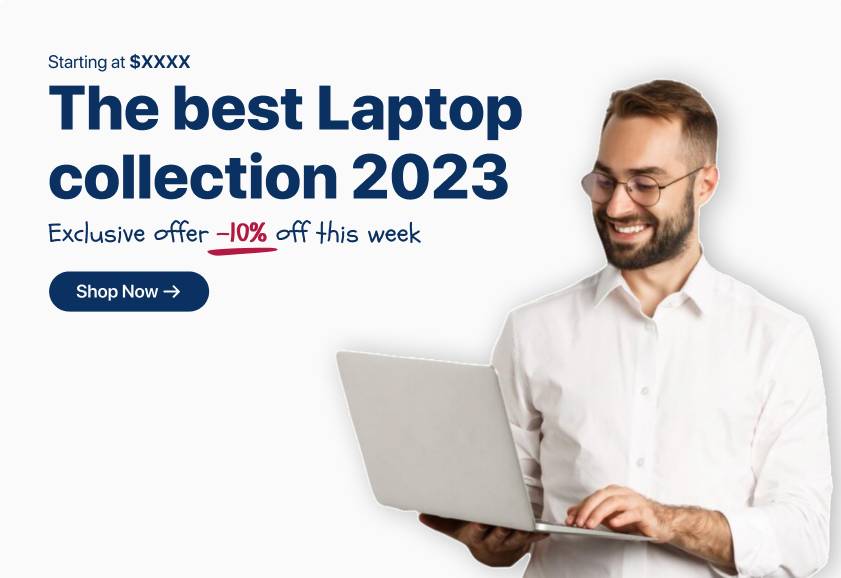 Starting at $XXXX
The best Laptop
collection 2023
Exclusive offer -10% off this week
Shop Now →